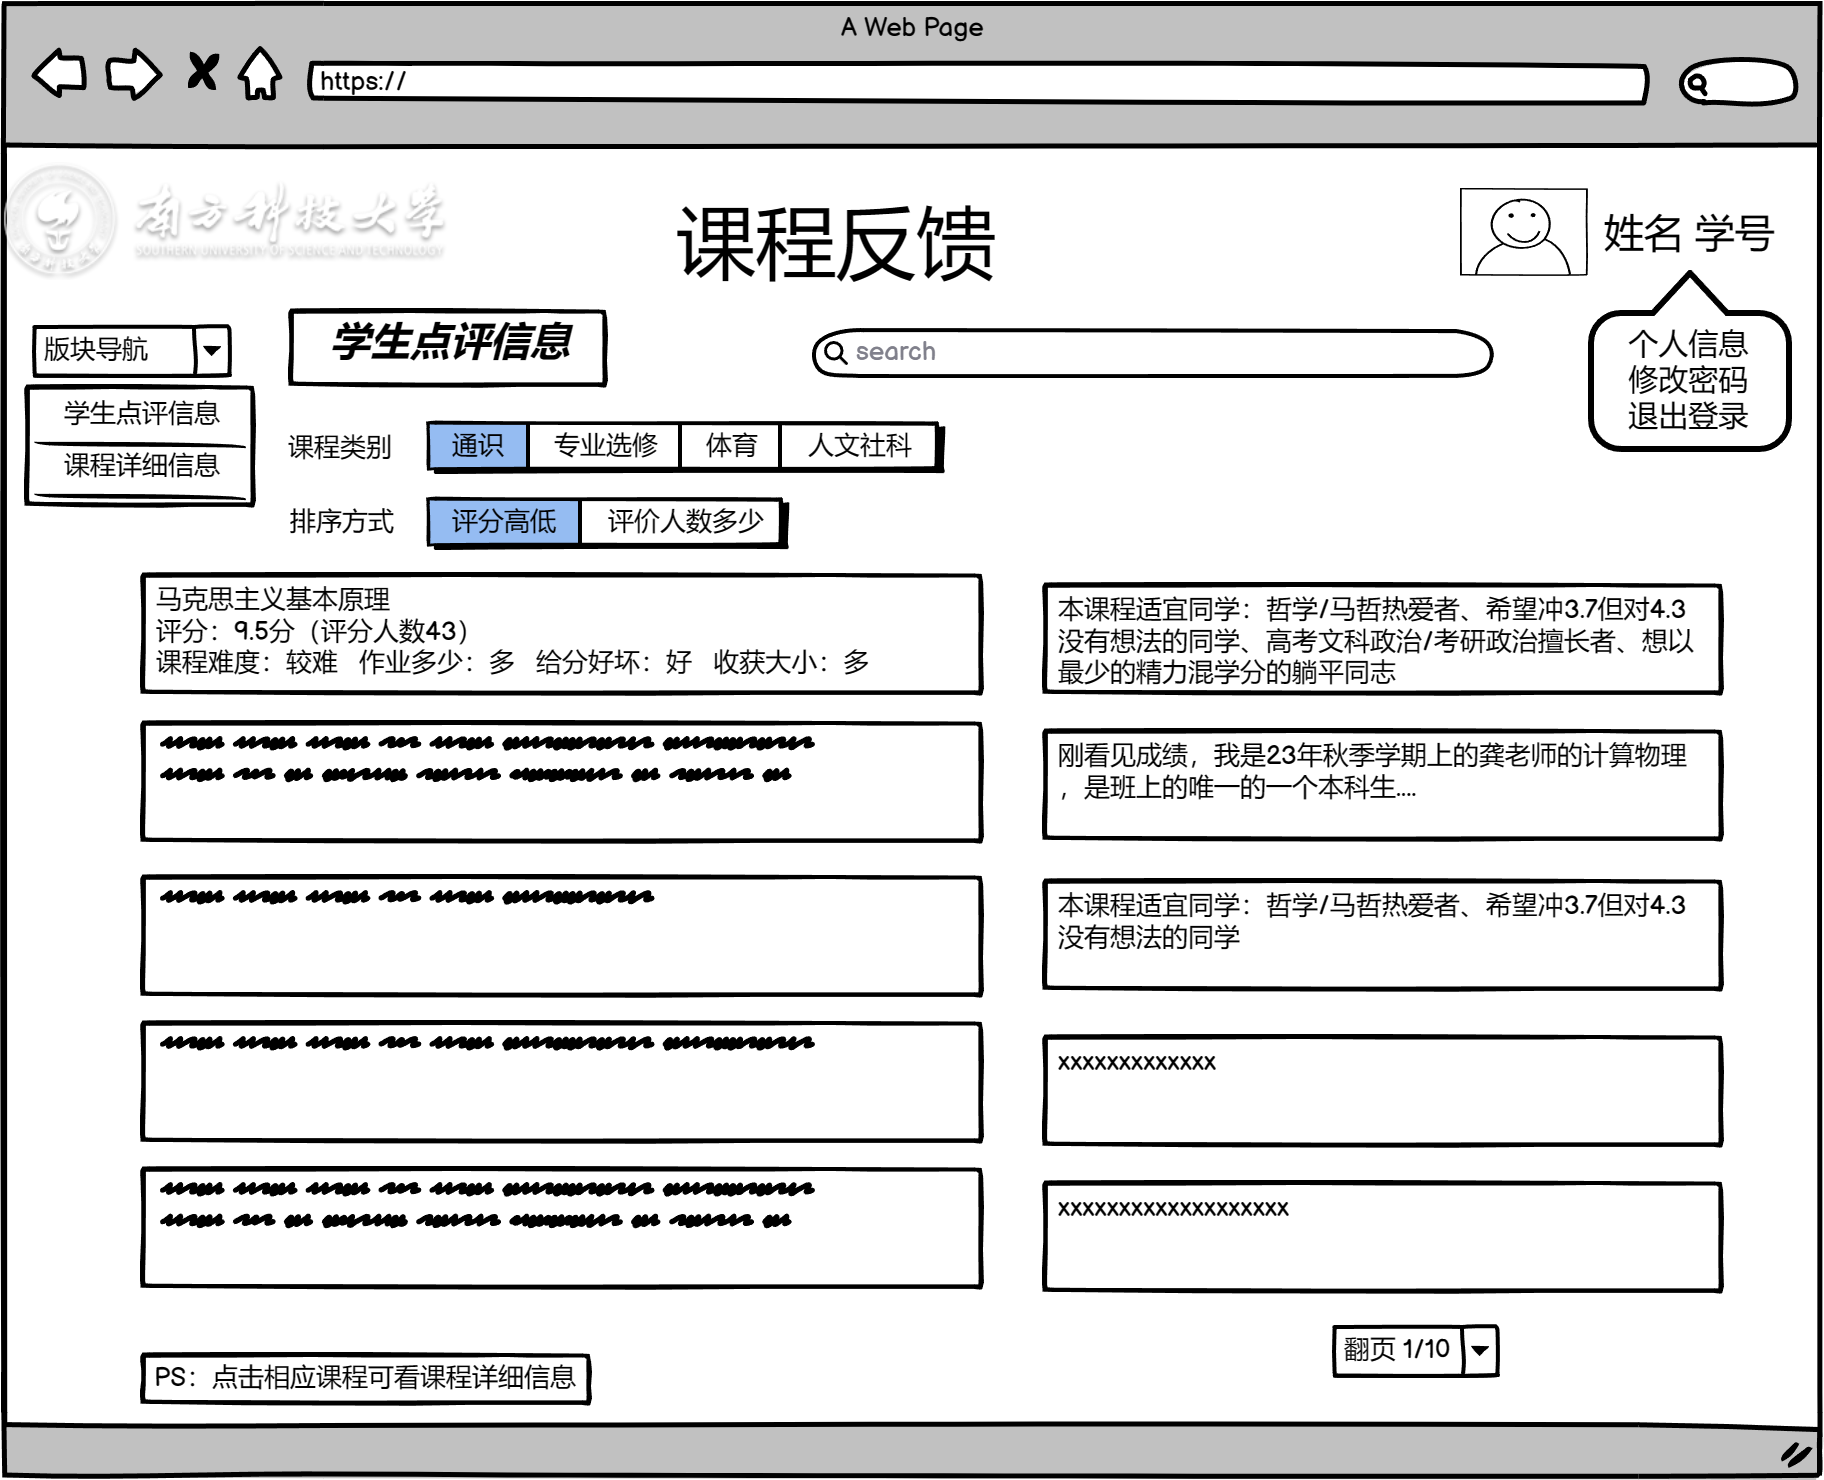 A Web Page
https://
南方科技大学
SOUTHERN UNIVERSITY OF SCIENCE AND TECHNOLOGY
课程反馈
姓名 学号
个人信息
修改密码
退出登录
版块导航
学生点评信息
课程详细信息
学生点评信息
search
课程类别
通识
专业选修
体育
人文社科
排序方式
评分高低
评价人数多少
马克思主义基本原理
评分：9.5分（评分人数43）
课程难度：较难 作业多少：多 给分好坏：好 收获大小：多
本课程适宜同学：哲学/马哲热爱者、希望冲3.7但对4.3
没有想法的同学、高考文科政治/考研政治擅长者、想以
最少的精力混学分的躺平同志
刚看见成绩，我是23年秋季学期上的龚老师的计算物理
，是班上的唯一的一个本科生....
本课程适宜同学：哲学/马哲热爱者、希望冲3.7但对4.3
没有想法的同学
xxxxxxxxxxxxx
xxxxxxxxxxxxxxxxxxx
翻页 1/10
PS：点击相应课程可看课程详细信息